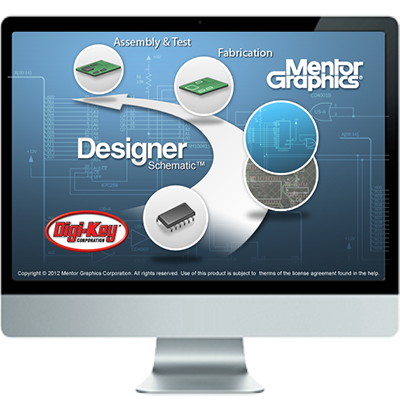 Assembly & Test
Fabrication
Mentor
Graphics®
Designer
Schematic™
Digi-Key®
CORPORATION
Copyright © 2012 Mentor Graphics Corporation. All rights reserved. Use of this product is subject to therms of the license agreement found in the help.